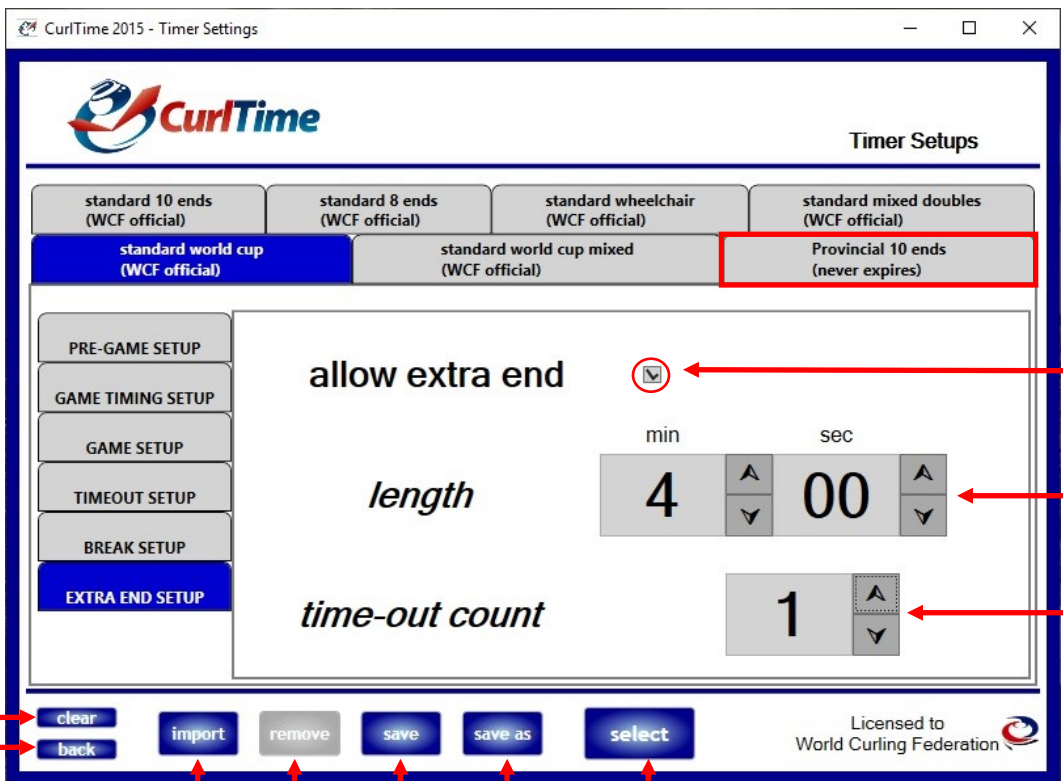 CurlTime 2015 - Timer Settings
CurlTime
Timer Setups
standard 10 ends
(WCF official)
standard 8 ends
(WCF official)
standard wheelchair
(WCF official)
standard mixed doubles
(WCF official)
standard world cup
(WCF official)
standard world cup mixed
(WCF official)
Provincial 10 ends
(never expires)
PRE-GAME SETUP
GAME TIMING SETUP
GAME SETUP
TIMEOUT SETUP
BREAK SETUP
EXTRA END SETUP
allow extra end
min sec
length 4 00
time-out count 1
clear
back
import remove save save as select
Licensed to
World Curling Federation